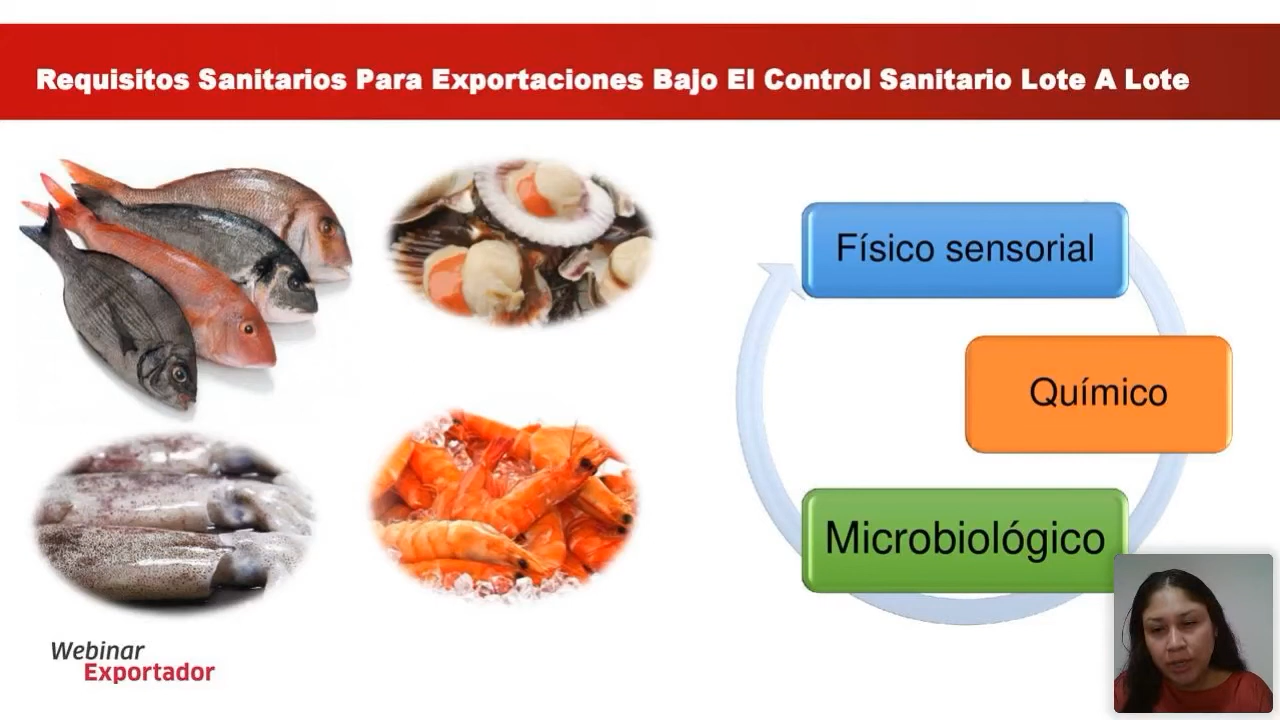 Requisitos Sanitarios Para Exportaciones Bajo El Control Sanitario Lote A Lote
Físico sensorial
Químico
Microbiológico
Webinar
Exportador